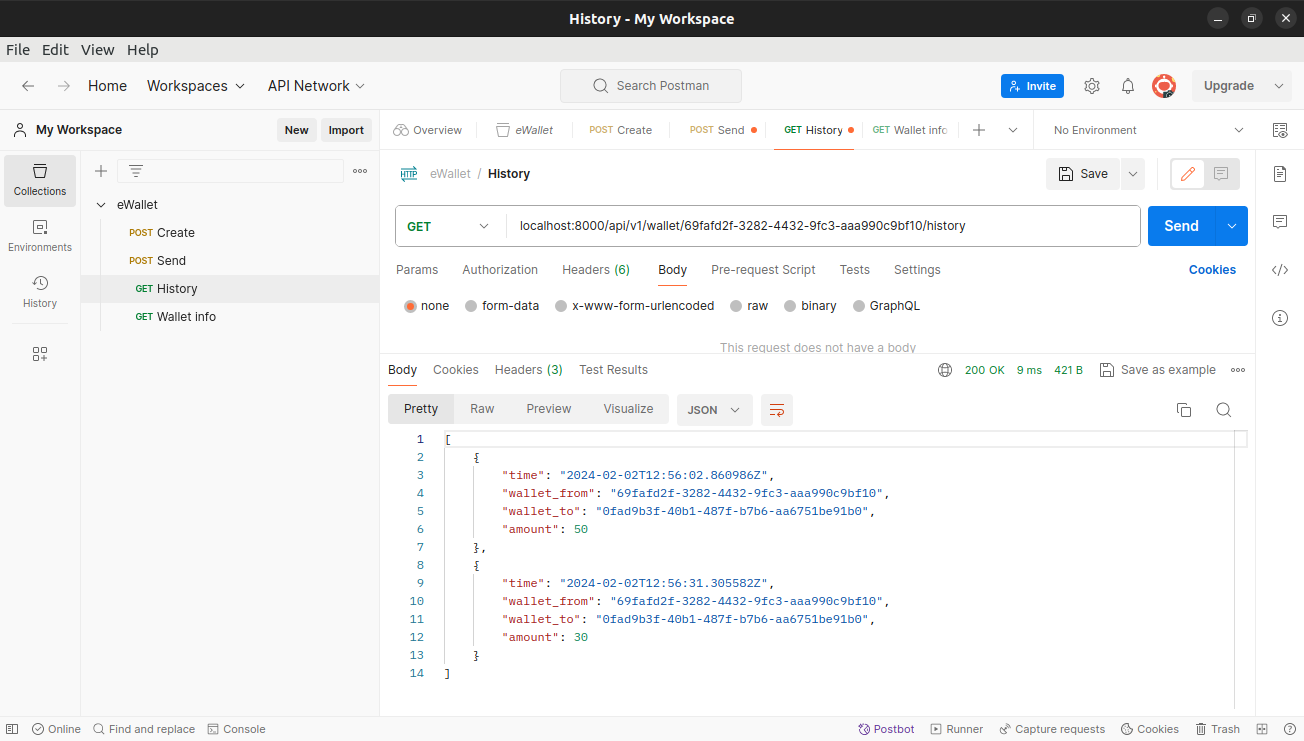 History - My Workspace
File Edit View Help
Home Workspaces API Network Search Postman Invite Upgrade
My Workspace New Import
Overview eWallet POST Create POST Send GET History GET Wallet info No Environment
Collections
Environments
History
eWallet
POST Create
POST Send
GET History
GET Wallet info
HTTP eWallet / History Save
GET localhost:8000/api/v1/wallet/69fafd2f-3282-4432-9fc3-aaa990c9bf10/history Send
Params Authorization Headers (6) Body Pre-request Script Tests Settings Cookies
none form-data x-www-form-urlencoded raw binary GraphQL
This request does not have a body
Body Cookies Headers (3) Test Results 200 OK 9 ms 421 B Save as example
Pretty Raw Preview Visualize JSON
1 [
2 {
3 "time": "2024-02-02T12:56:02.860986Z",
4 "wallet_from": "69fafd2f-3282-4432-9fc3-aaa990c9bf10",
5 "wallet_to": "0fad9b3f-40b1-487f-b7b6-aa6751be91b0",
6 "amount": 50
7 },
8 {
9 "time": "2024-02-02T12:56:31.305582Z",
10 "wallet_from": "69fafd2f-3282-4432-9fc3-aaa990c9bf10",
11 "wallet_to": "0fad9b3f-40b1-487f-b7b6-aa6751be91b0",
12 "amount": 30
13 }
14 ]
Online Find and replace Console Postbot Runner Capture requests Cookies Trash